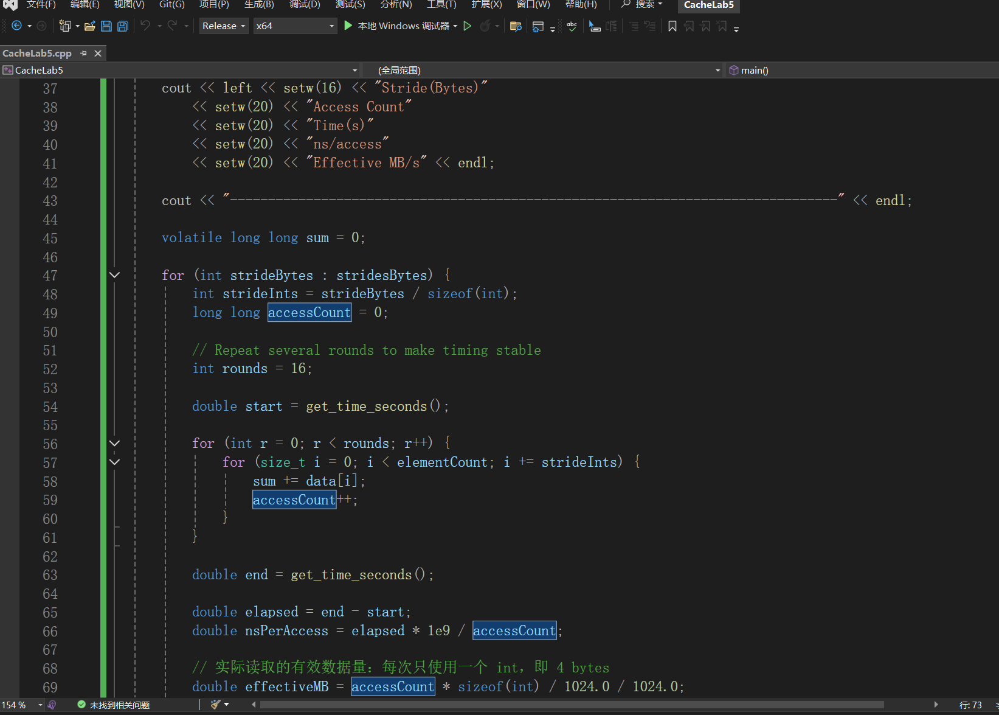 文件(F) 编辑(E) 视图(V) Git(G) 项目(P) 生成(B) 调试(D) 测试(S) 分析(N) 工具(T) 扩展(X) 窗口(W) 帮助(H) 搜索 CacheLab5
Release x64 本地 Windows 调试器 abc
CacheLab5.cpp
CacheLab5 (全局范围) main()
37 cout << left << setw(16) << "Stride(Bytes)"
38 << setw(20) << "Access Count"
39 << setw(20) << "Time(s)"
40 << setw(20) << "ns/access"
41 << setw(20) << "Effective MB/s" << endl;
42
43 cout << "--------------------------------------------------------------------------------" << endl;
44
45 volatile long long sum = 0;
46
47 for (int strideBytes : stridesBytes) {
48 int strideInts = strideBytes / sizeof(int);
49 long long accessCount = 0;
50
51 // Repeat several rounds to make timing stable
52 int rounds = 16;
53
54 double start = get_time_seconds();
55
56 for (int r = 0; r < rounds; r++) {
57 for (size_t i = 0; i < elementCount; i += strideInts) {
58 sum += data[i];
59 accessCount++;
60 }
61 }
62
63 double end = get_time_seconds();
64
65 double elapsed = end - start;
66 double nsPerAccess = elapsed * 1e9 / accessCount;
67
68 // 实际读取的有效数据量：每次只使用一个 int，即 4 bytes
69 double effectiveMB = accessCount * sizeof(int) / 1024.0 / 1024.0;
154 % 未找到相关问题 行: 73